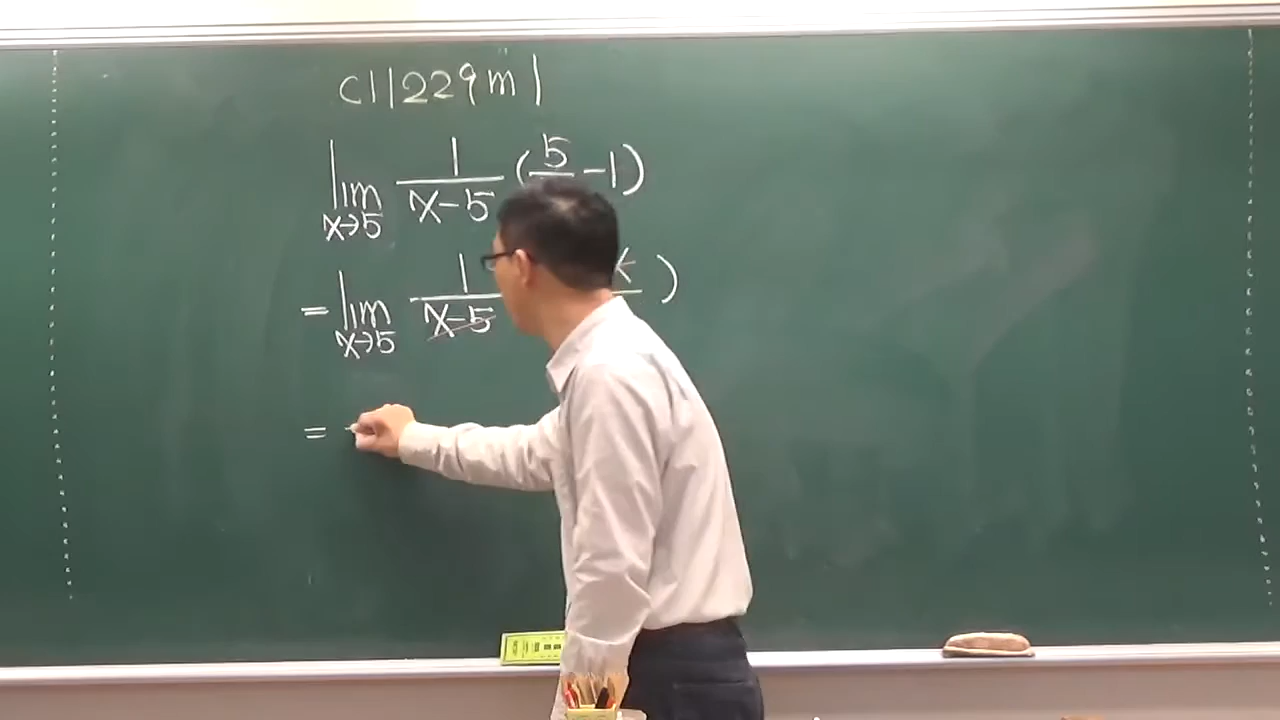 C11229m1
lim x→5 1/(x-5) (5/ -1)
= lim x→5 1/(x-5) )
=